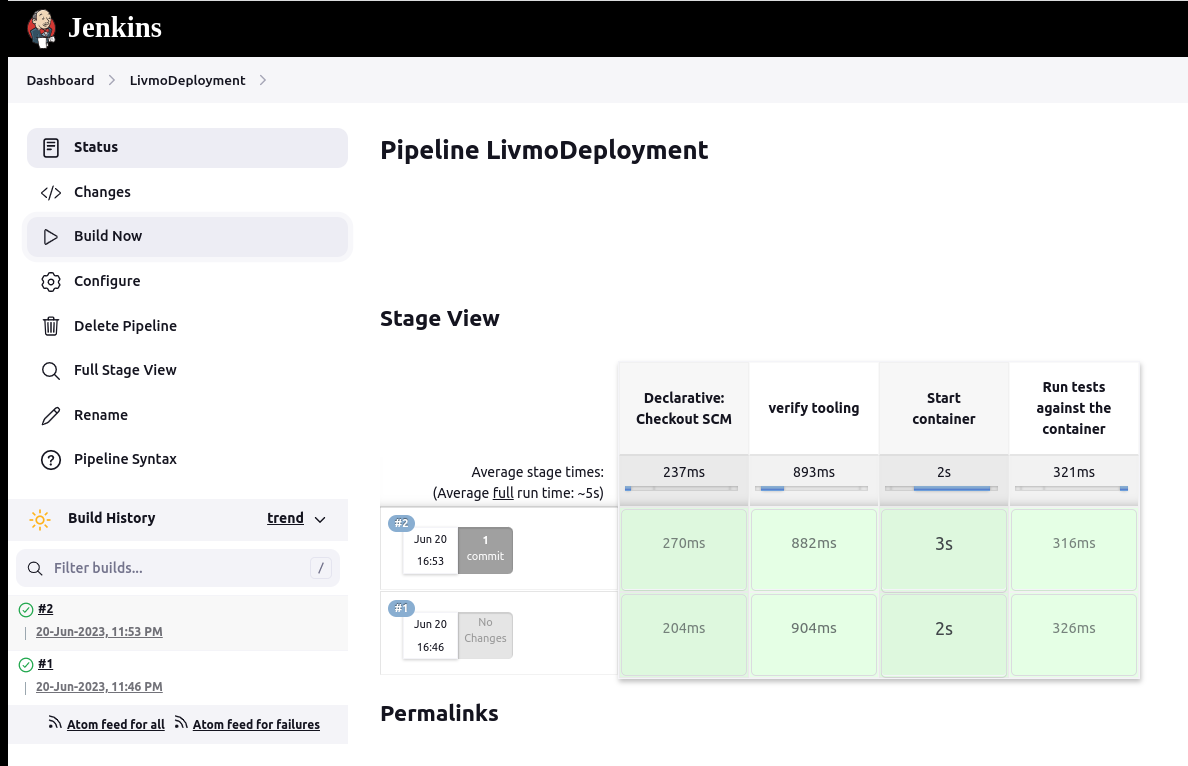 Jenkins
Dashboard
LivmoDeployment
Status
Changes
Build Now
Configure
Delete Pipeline
Full Stage View
Rename
Pipeline Syntax
Build History
trend
Filter builds...
/
#2
20-Jun-2023, 11:53 PM
#1
20-Jun-2023, 11:46 PM
Atom feed for all
Atom feed for failures
Pipeline LivmoDeployment
Stage View
Declarative:
Checkout SCM
verify tooling
Start
container
Run tests
against the
container
Average stage times:
(Average full run time: ~5s)
237ms
893ms
2s
321ms
#2
Jun 20
16:53
1
commit
270ms
882ms
3s
316ms
#1
Jun 20
16:46
No
Changes
204ms
904ms
2s
326ms
Permalinks